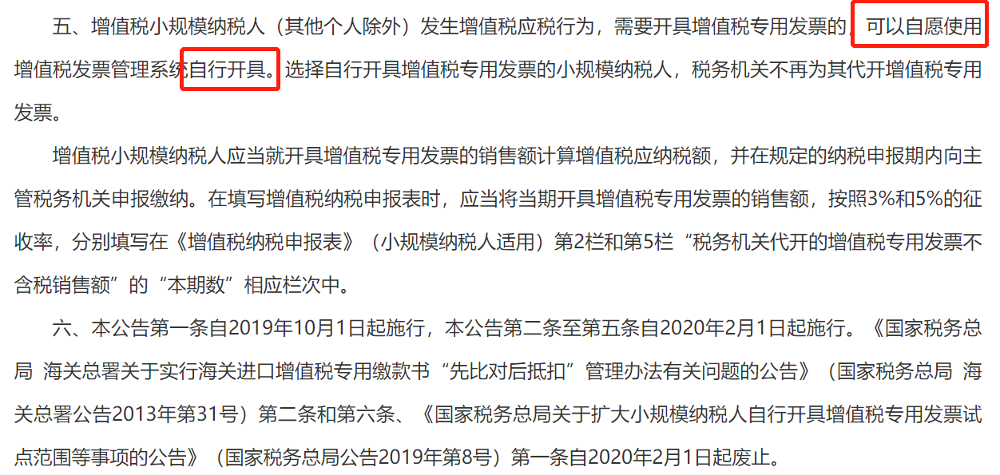 五、增值税小规模纳税人（其他个人除外）发生增值税应税行为，需要开具增值税专用发票的，可以自愿使用
增值税发票管理系统自行开具。选择自行开具增值税专用发票的小规模纳税人，税务机关不再为其代开增值税专用
发票。
增值税小规模纳税人应当就开具增值税专用发票的销售额计算增值税应纳税额，并在规定的纳税申报期内向主
管税务机关申报缴纳。在填写增值税纳税申报表时，应当将当期开具增值税专用发票的销售额，按照3%和5%的征
收率，分别填写在《增值税纳税申报表》（小规模纳税人适用）第2栏和第5栏“税务机关代开的增值税专用发票不
含税销售额”的“本期数”相应栏次中。
六、本公告第一条自2019年10月1日起施行，本公告第二条至第五条自2020年2月1日起施行。《国家税务总
局 海关总署关于实行海关进口增值税专用缴款书“先比对后抵扣”管理办法有关问题的公告》（国家税务总局 海
关总署公告2013年第31号）第二条和第六条、《国家税务总局关于扩大小规模纳税人自行开具增值税专用发票试
点范围等事项的公告》（国家税务总局公告2019年第8号）第一条自2020年2月1日起废止。